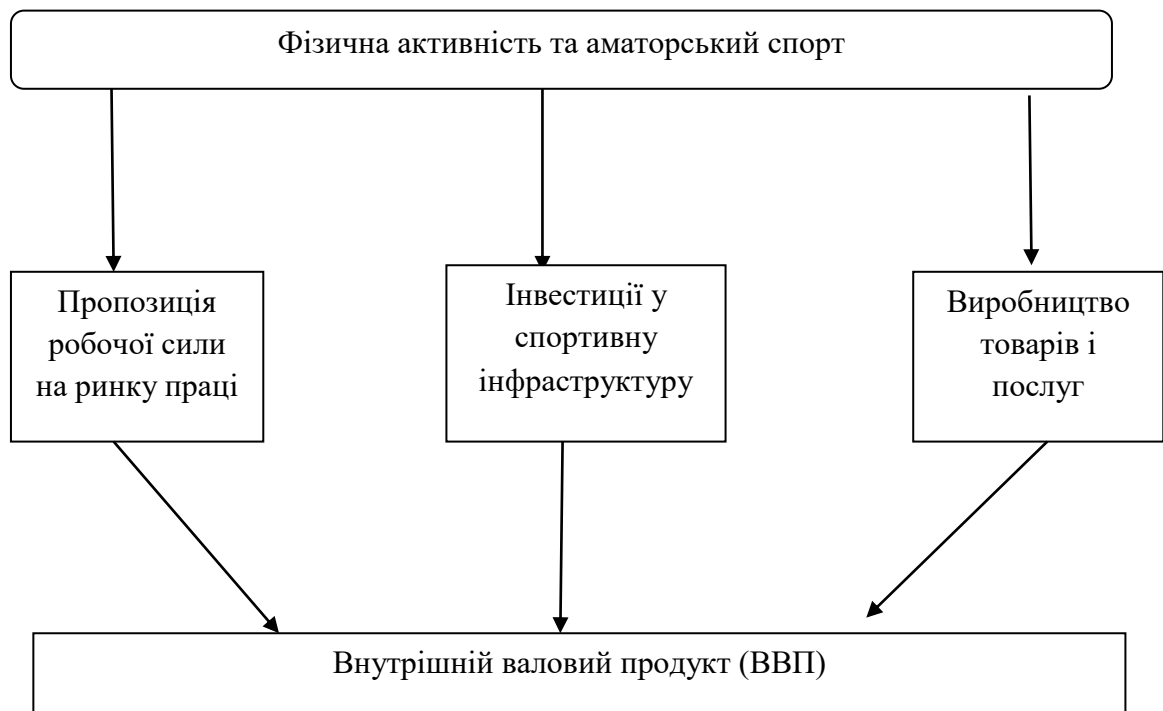 Фізична активність та аматорський спорт
Пропозиція
робочої сили
на ринку праці
Інвестиції у
спортивну
інфраструктуру
Виробництво
товарів і
послуг
Внутрішній валовий продукт (ВВП)